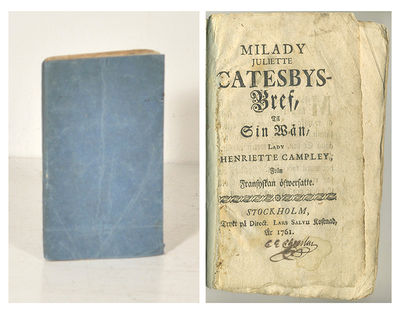 MILADY
JULIETTE
CATESBYS-
Bref,
Til
Sin Wän,
LADY
HENRIETTE CAMPLEY,
Från
Fransyskan öfwersatte.
STOCKHOLM,
Tryckt på Direct. LARS SALVII Kostnad,
År 1761.